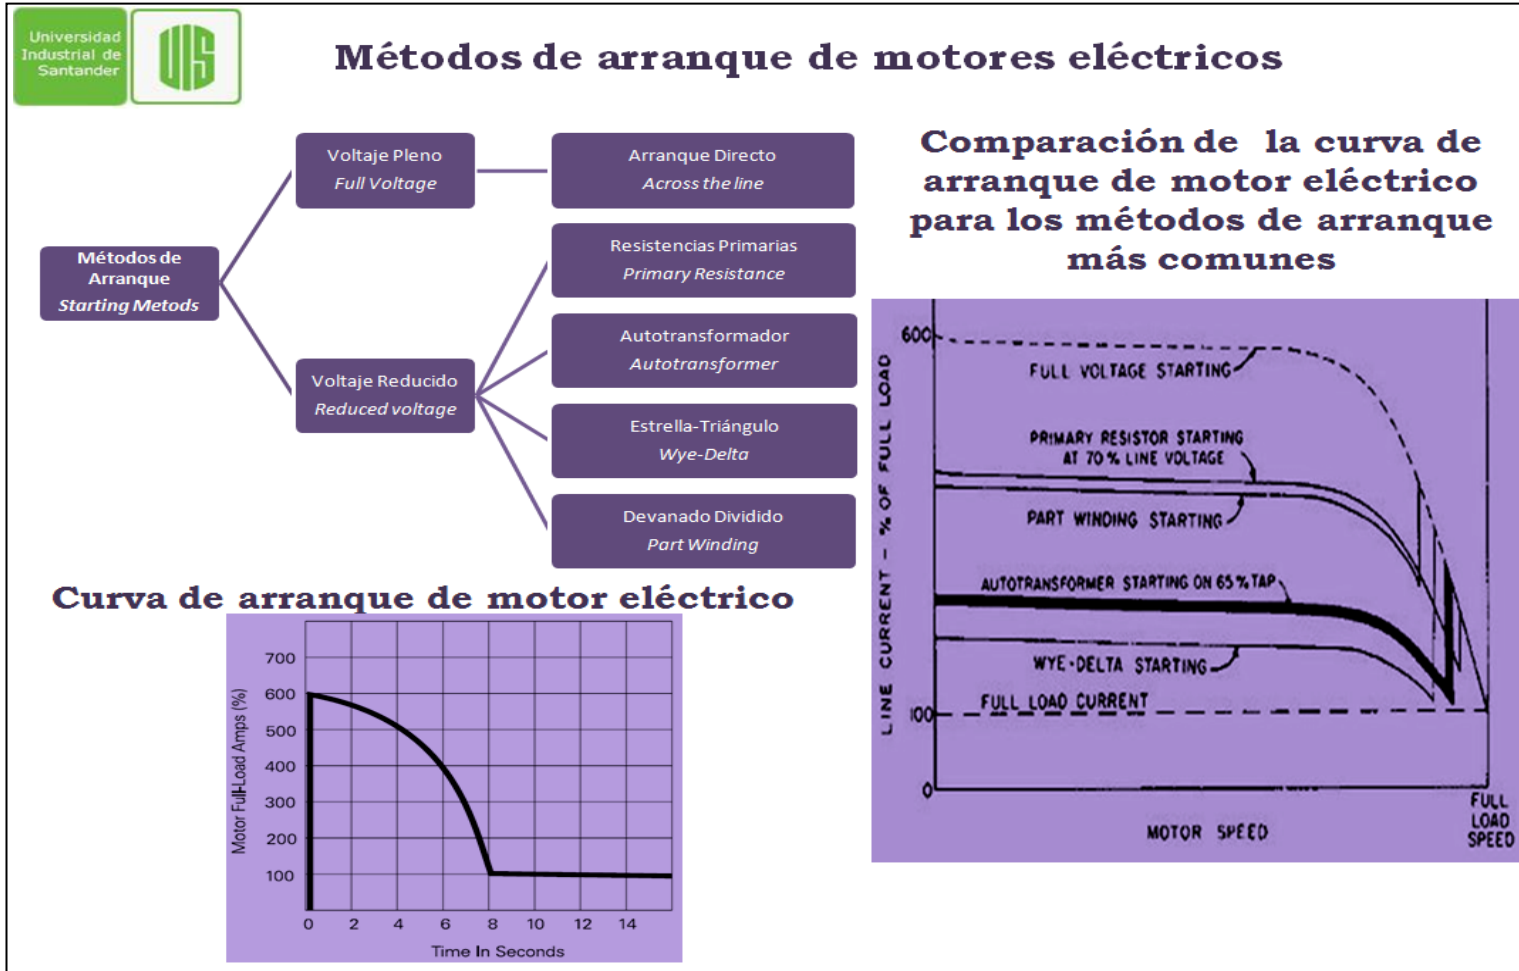 Universidad
Industrial de
Santander
UIS
Métodos de arranque de motores eléctricos
Métodos de
Arranque
Starting Metods
Voltaje Pleno
Full Voltage
Arranque Directo
Across the line
Voltaje Reducido
Reduced voltage
Resistencias Primarias
Primary Resistance
Autotransformador
Autotransformer
Estrella-Triángulo
Wye-Delta
Devanado Dividido
Part Winding
Curva de arranque de motor eléctrico
Motor Full-Load Amps (%)
700
600
500
400
300
200
100
0 2 4 6 8 10 12 14
Time In Seconds
Comparación de la curva de
arranque de motor eléctrico
para los métodos de arranque
más comunes
LINE CURRENT - % OF FULL LOAD
600
FULL VOLTAGE STARTING
PRIMARY RESISTOR STARTING
AT 70% LINE VOLTAGE
PART WINDING STARTING
AUTOTRANSFORMER STARTING ON 65% TAP
WYE-DELTA STARTING
FULL LOAD CURRENT
100
0
MOTOR SPEED
FULL
LOAD
SPEED